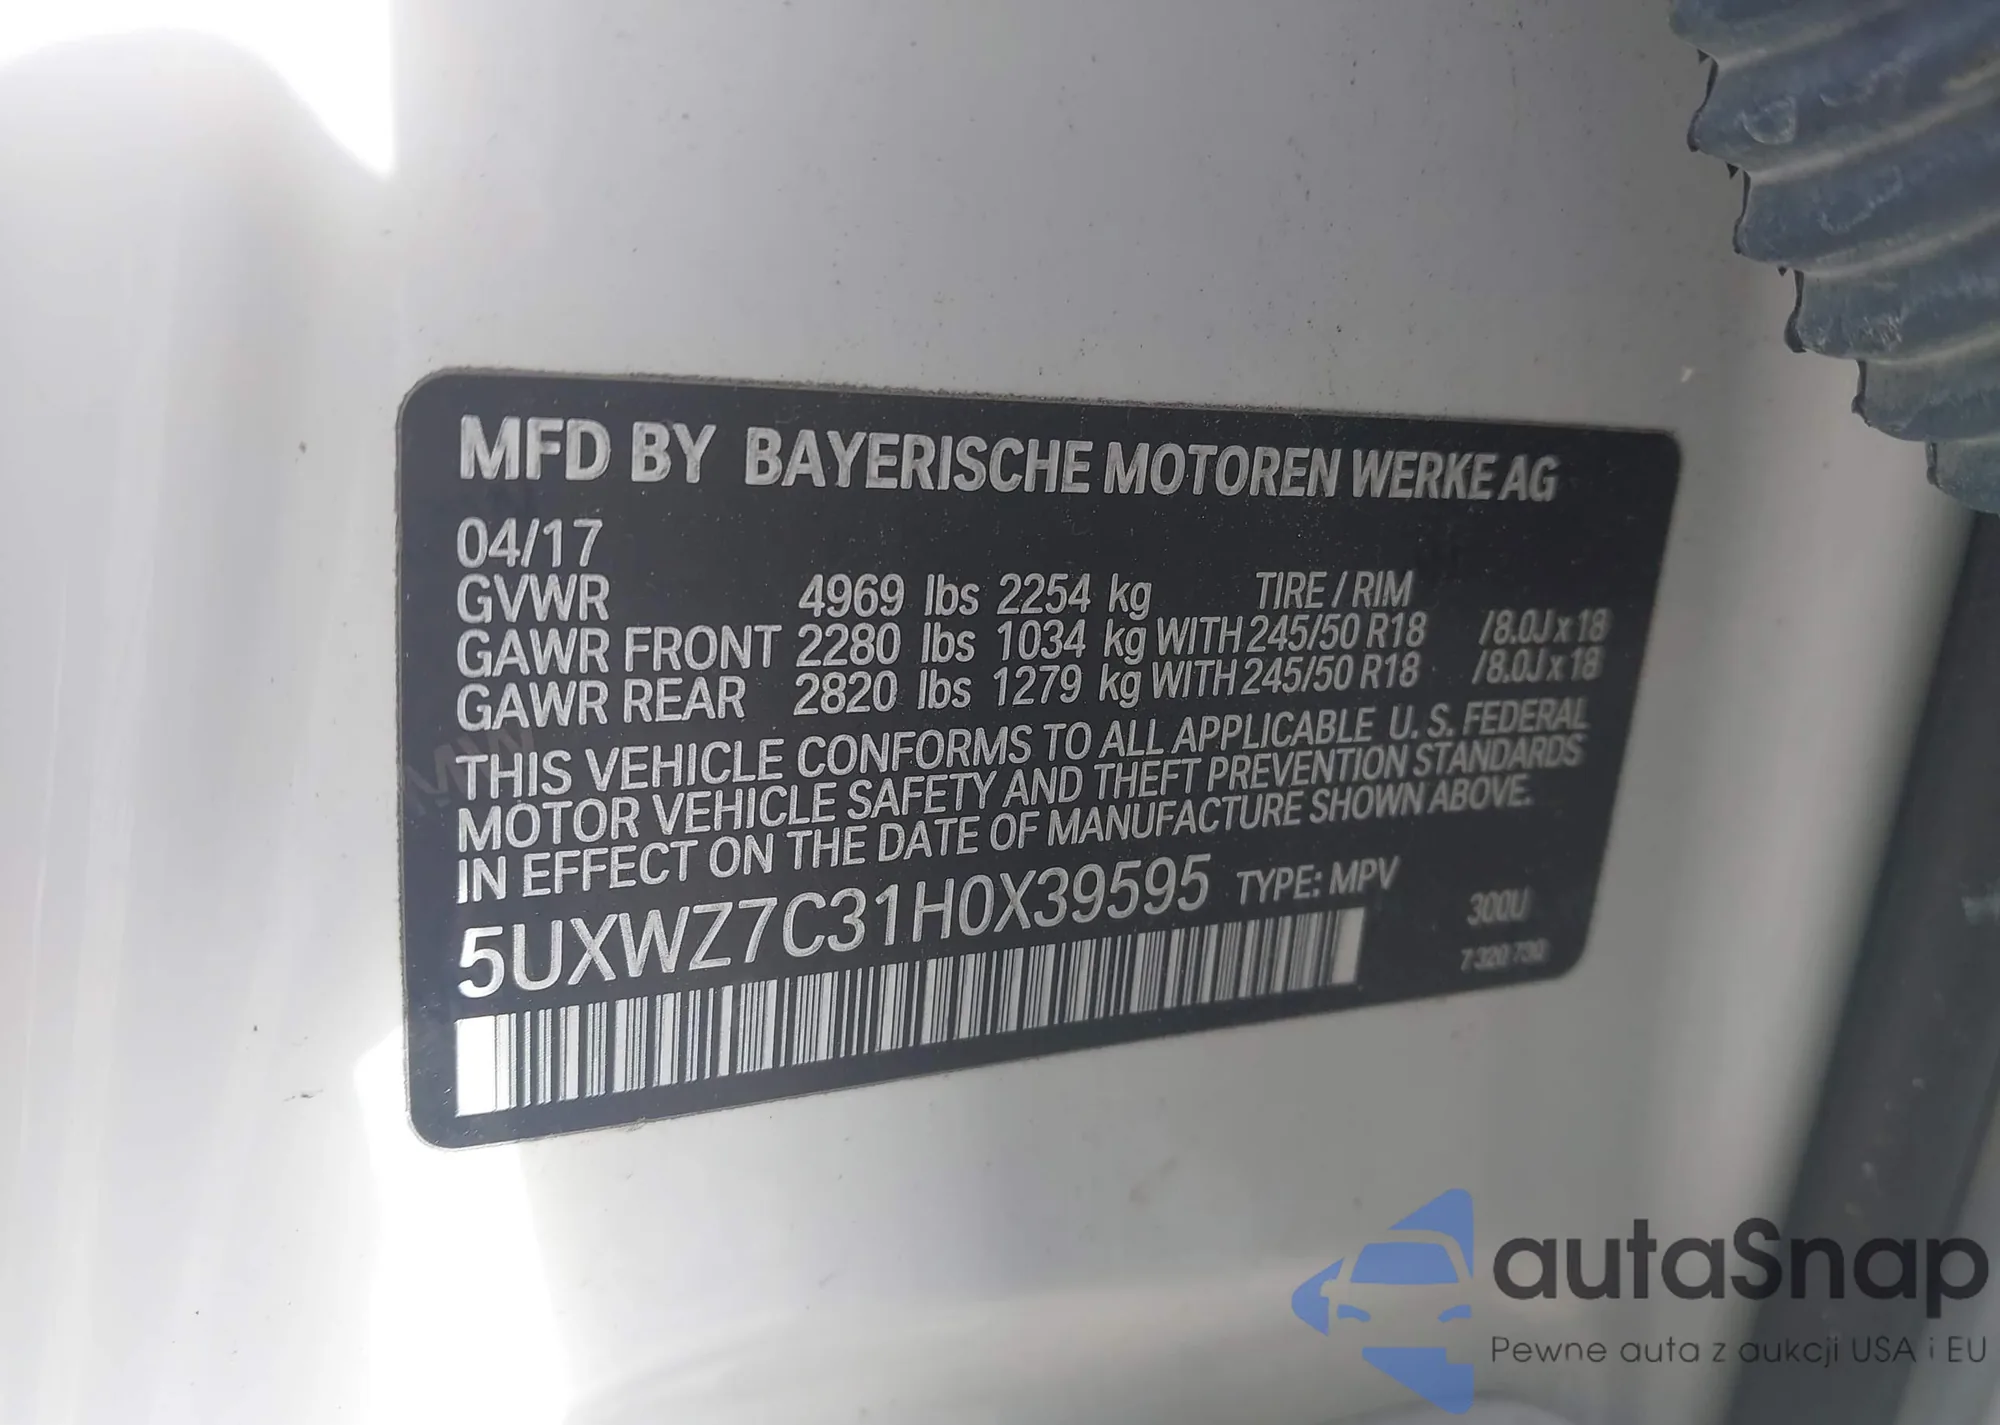 MFD BY BAYERISCHE MOTOREN WERKE AG
04/17
GVWR 4969 lbs 2254 kg TIRE / RIM
GAWR FRONT 2280 lbs 1034 kg WITH 245/50 R18 / 8.0J x 18
GAWR REAR 2820 lbs 1279 kg WITH 245/50 R18 / 8.0J x 18
THIS VEHICLE CONFORMS TO ALL APPLICABLE U. S. FEDERAL
MOTOR VEHICLE SAFETY AND THEFT PREVENTION STANDARDS
IN EFFECT ON THE DATE OF MANUFACTURE SHOWN ABOVE.
5UXWZ7C31H0X39595 TYPE: MPV
300U
7 320 730
autaSnap
Pewne auta z aukcji USA i EU